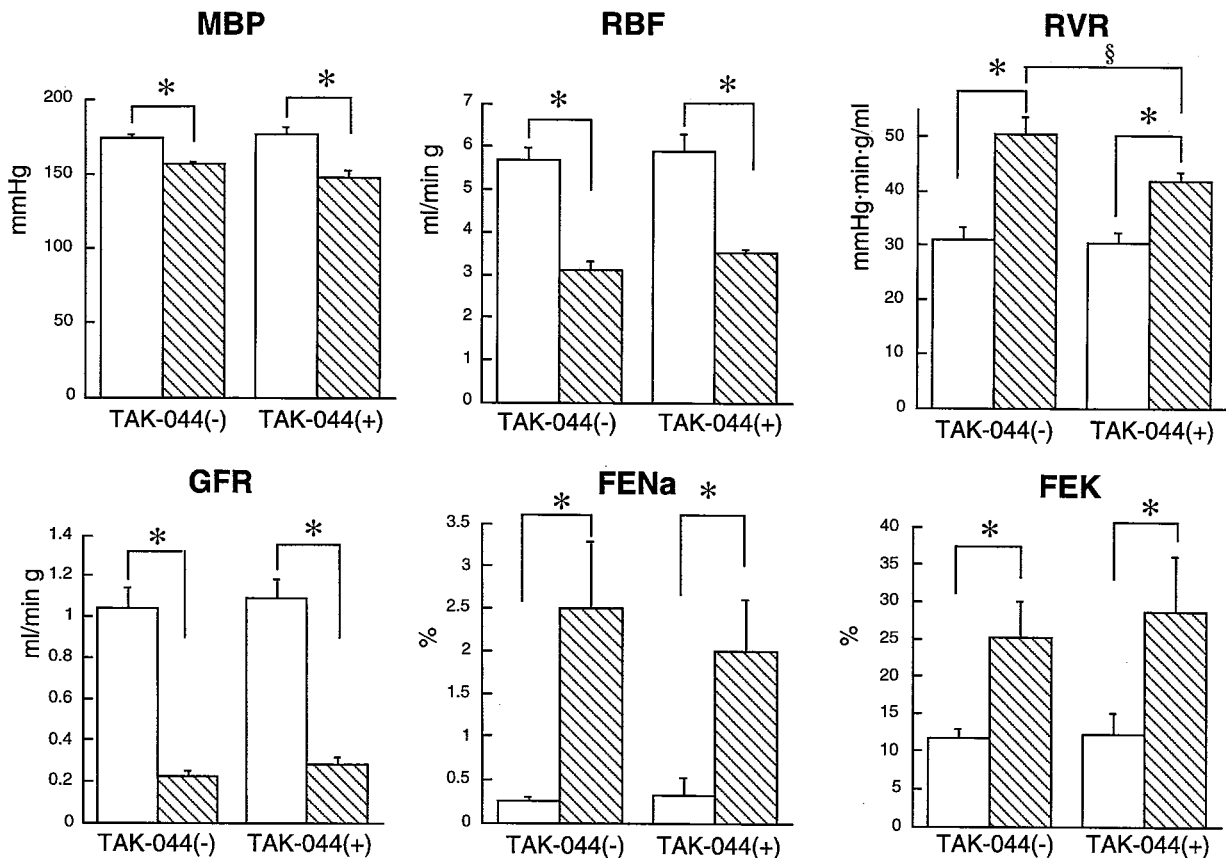 MBP
*
*
200
150
100
50
0
mmHg
TAK-044(-)
TAK-044(+)
RBF
*
*
7
6
5
4
3
2
1
0
ml/min g
TAK-044(-)
TAK-044(+)
RVR
§
*
*
50
40
30
20
10
0
mmHg·min·g/ml
TAK-044(-)
TAK-044(+)
GFR
*
*
1.4
1.2
1
0.8
0.6
0.4
0.2
0
ml/min g
TAK-044(-)
TAK-044(+)
FENa
*
*
3.5
3
2.5
2
1.5
1
0.5
0
%
TAK-044(-)
TAK-044(+)
FEK
*
*
40
35
30
25
20
15
10
5
0
%
TAK-044(-)
TAK-044(+)